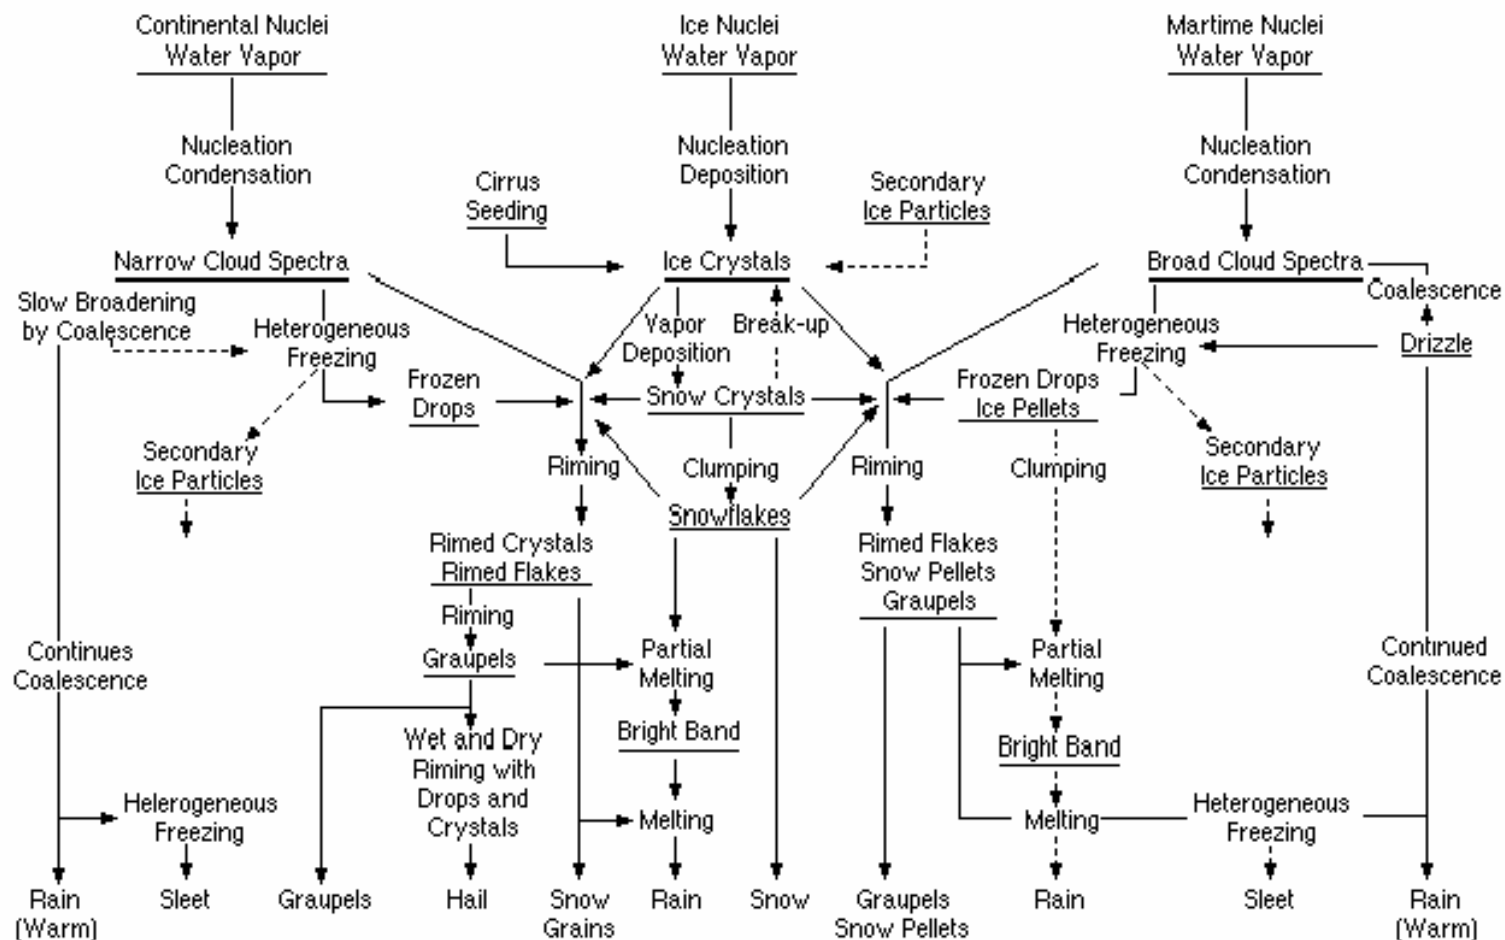 Continental Nuclei
Water Vapor
Ice Nuclei
Water Vapor
Martime Nuclei
Water Vapor
Nucleation
Condensation
Nucleation
Deposition
Nucleation
Condensation
Cirrus
Seeding
Secondary
Ice Particles
Narrow Cloud Spectra
Ice Crystals
Broad Cloud Spectra
Coalescence
Slow Broadening
by Coalescence
Heterogeneous
Freezing
Vapor
Deposition
Break-up
Heterogeneous
Freezing
Drizzle
Frozen
Drops
Snow Crystals
Frozen Drops
Ice Pellets
Secondary
Ice Particles
Riming
Clumping
Riming
Clumping
Secondary
Ice Particles
Snowflakes
Rimed Crystals
Rimed Flakes
Rimed Flakes
Snow Pellets
Graupels
Riming
Continues
Coalescence
Graupels
Partial
Melting
Partial
Melting
Continued
Coalescence
Wet and Dry
Riming with
Drops and
Crystals
Bright Band
Bright Band
Helerogeneous
Freezing
Melting
Melting
Heterogeneous
Freezing
Rain
(Warm)
Sleet
Graupels
Hail
Snow
Grains
Rain
Snow
Graupels
Snow Pellets
Rain
Sleet
Rain
(Warm)